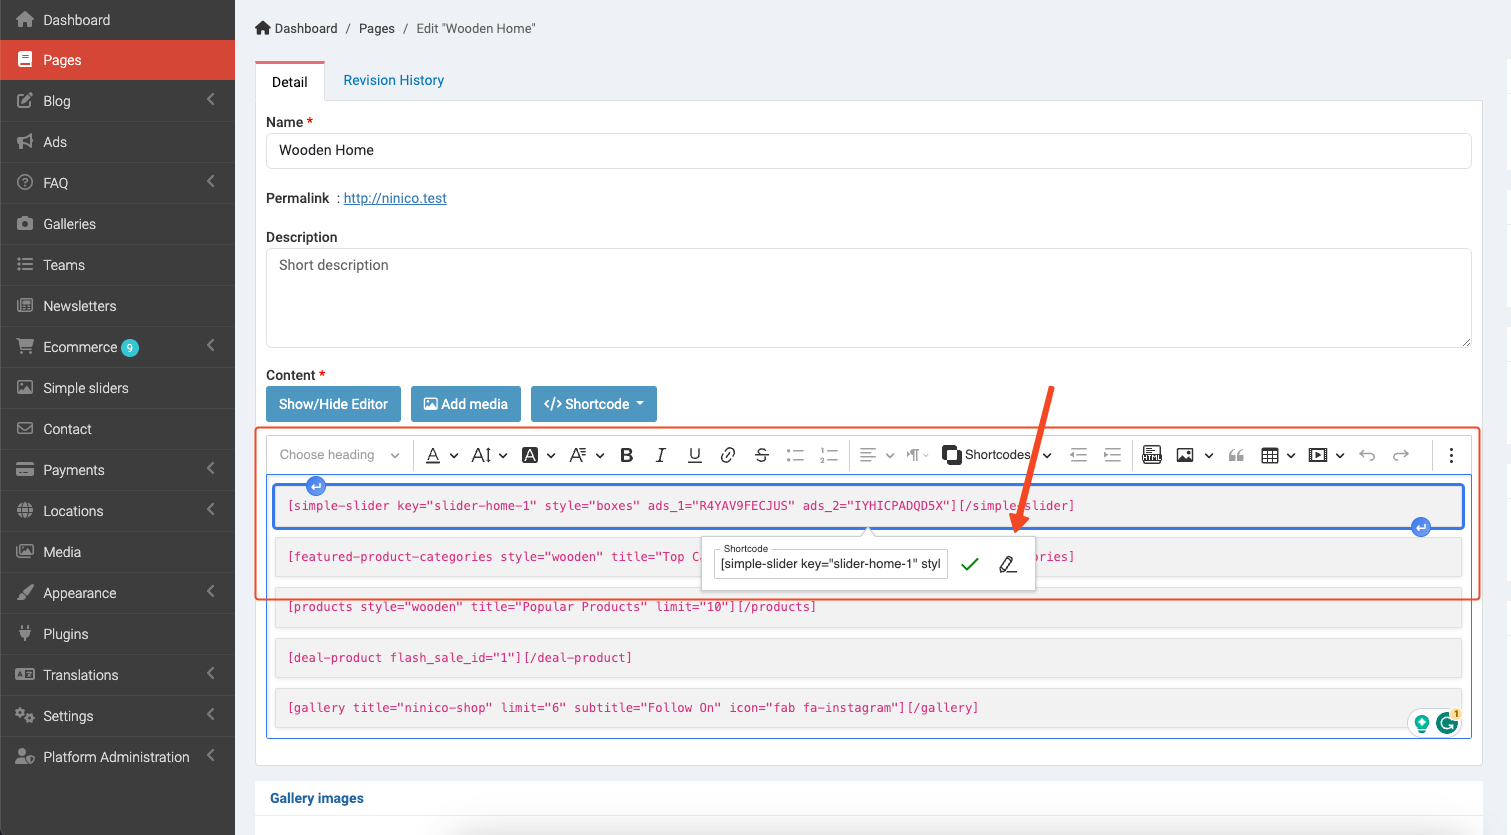 Dashboard
Pages
Blog
Ads
FAQ
Galleries
Teams
Newsletters
Ecommerce 9
Simple sliders
Contact
Payments
Locations
Media
Appearance
Plugins
Translations
Settings
Platform Administration
Dashboard / Pages / Edit "Wooden Home"
Detail Revision History
Name *
Wooden Home
Permalink : http://ninico.test
Description
Short description
Content *
Show/Hide Editor Add media </> Shortcode
Choose heading Shortcodes
[simple-slider key="slider-home-1" style="boxes" ads_1="R4YAV9FECJUS" ads_2="IYHICPADQD5X"][/simple-slider]
[featured-product-categories style="wooden" title="Top
Shortcode
[simple-slider key="slider-home-1" styl
[products style="wooden" title="Popular Products" limit="10"][/products]
[deal-product flash_sale_id="1"][/deal-product]
[gallery title="ninico-shop" limit="6" subtitle="Follow On" icon="fab fa-instagram"][/gallery]
1
Gallery images